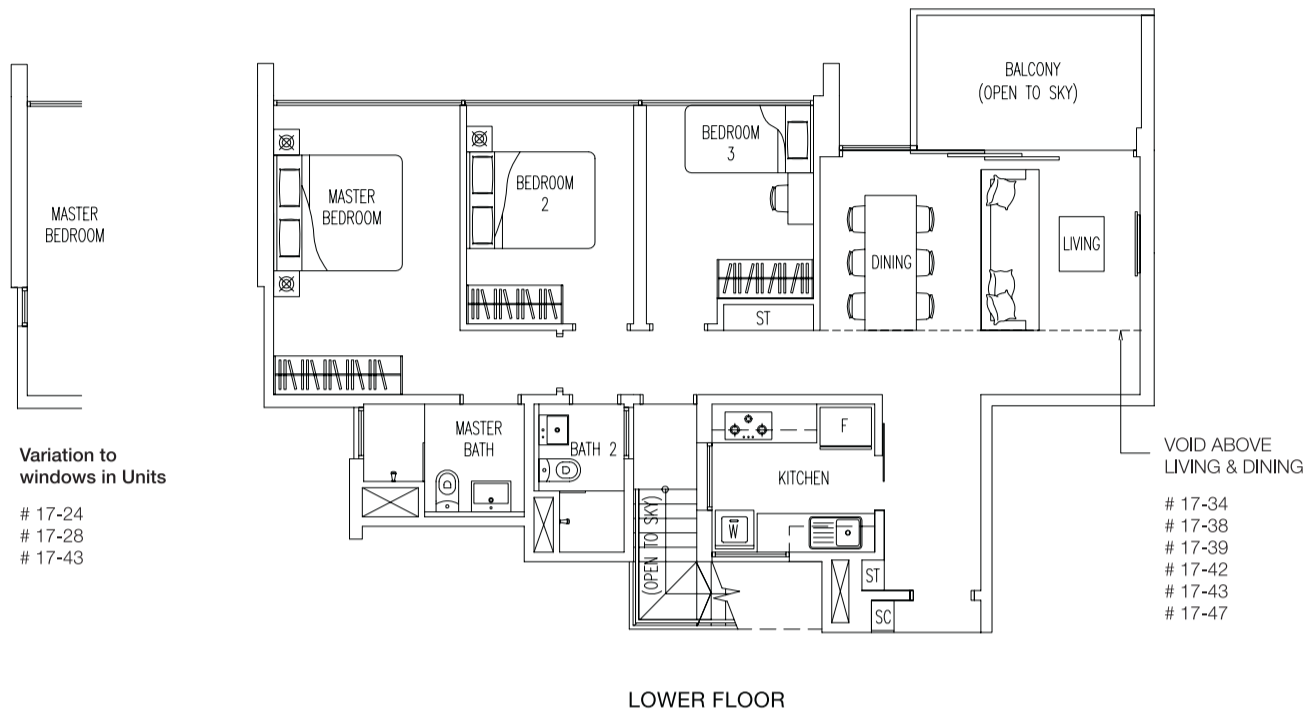 BALCONY
(OPEN TO SKY)
BEDROOM
3
MASTER
BEDROOM
BEDROOM
2
MASTER
BEDROOM
LIVING
DINING
ST
F
MASTER
BATH
BATH 2
KITCHEN
W
(OPEN TO SKY)
ST
SC
Variation to
windows in Units
# 17-24
# 17-28
# 17-43
VOID ABOVE
LIVING & DINING
# 17-34
# 17-38
# 17-39
# 17-42
# 17-43
# 17-47
LOWER FLOOR